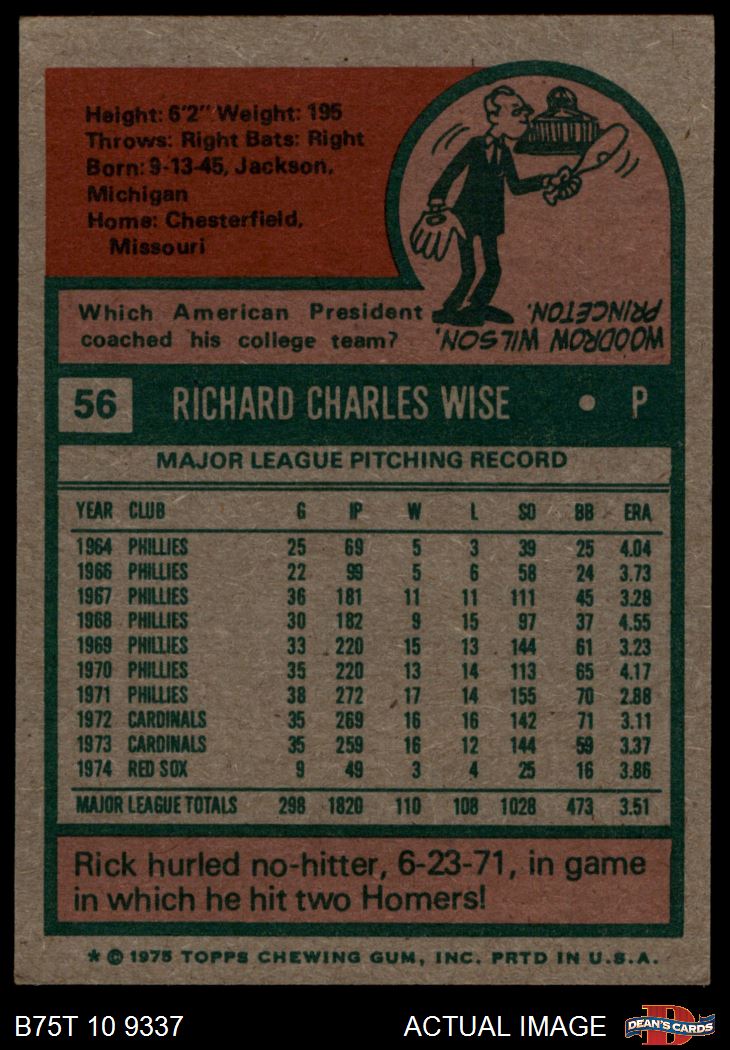 Height: 6'2" Weight: 195
Throws: Right Bats: Right
Born: 9-13-45, Jackson,
Michigan
Home: Chesterfield,
Missouri
Which American President
coached his college team?
WOODROW WILSON,
PRINCETON.
56 RICHARD CHARLES WISE • P
MAJOR LEAGUE PITCHING RECORD
YEAR CLUB G IP W L SO BB ERA
1964 PHILLIES 25 69 5 3 39 25 4.04
1966 PHILLIES 22 99 5 6 58 24 3.73
1967 PHILLIES 36 181 11 11 111 45 3.28
1968 PHILLIES 30 182 9 15 97 37 4.55
1969 PHILLIES 33 220 15 13 144 61 3.23
1970 PHILLIES 35 220 13 14 113 65 4.17
1971 PHILLIES 38 272 17 14 155 70 2.88
1972 CARDINALS 35 269 16 16 142 71 3.11
1973 CARDINALS 35 259 16 12 144 59 3.37
1974 RED SOX 9 49 3 4 25 16 3.86
MAJOR LEAGUE TOTALS 298 1820 110 108 1028 473 3.51
Rick hurled no-hitter, 6-23-71, in game
in which he hit two Homers!
* © 1975 TOPPS CHEWING GUM, INC. PRTD IN U.S.A.
B75T 10 9337 ACTUAL IMAGE D DEAN'S CARDS